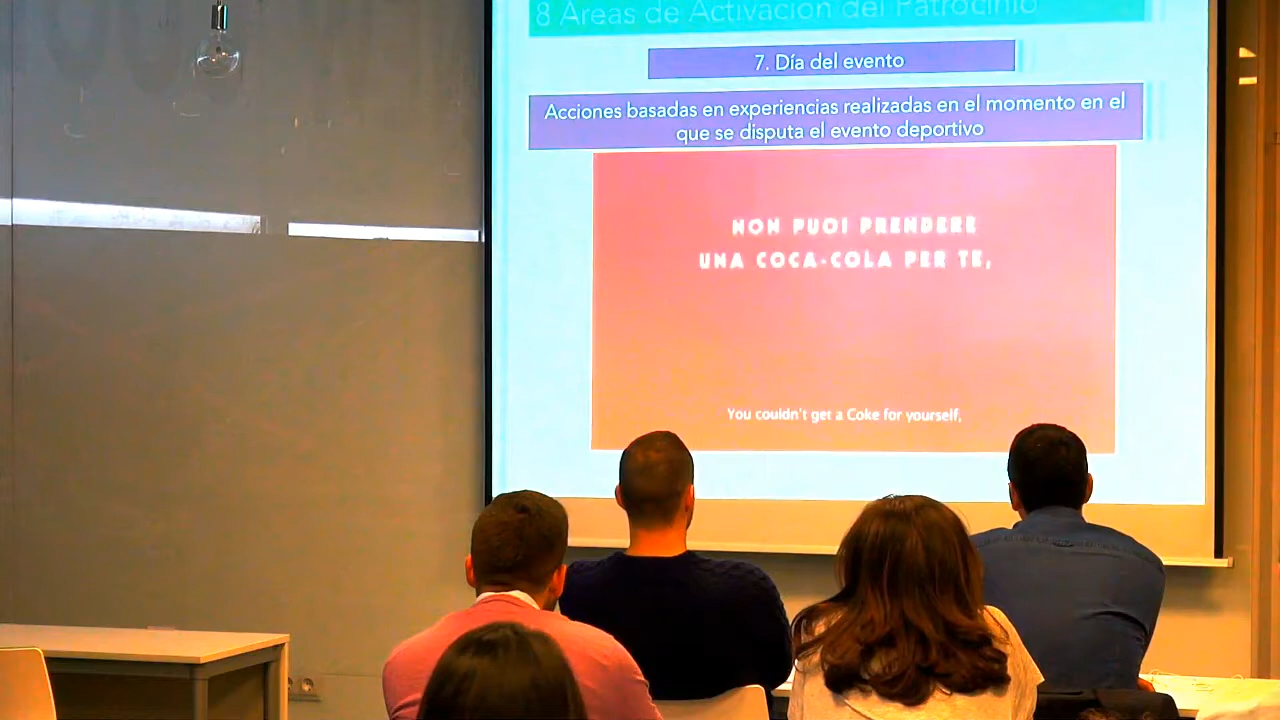 8 Áreas de Activación del Patrocinio
7. Día del evento
Acciones basadas en experiencias realizadas en el momento en el
que se disputa el evento deportivo
NON PUOI PRENDERE
UNA COCA-COLA PER TE,
You couldn't get a Coke for yourself,